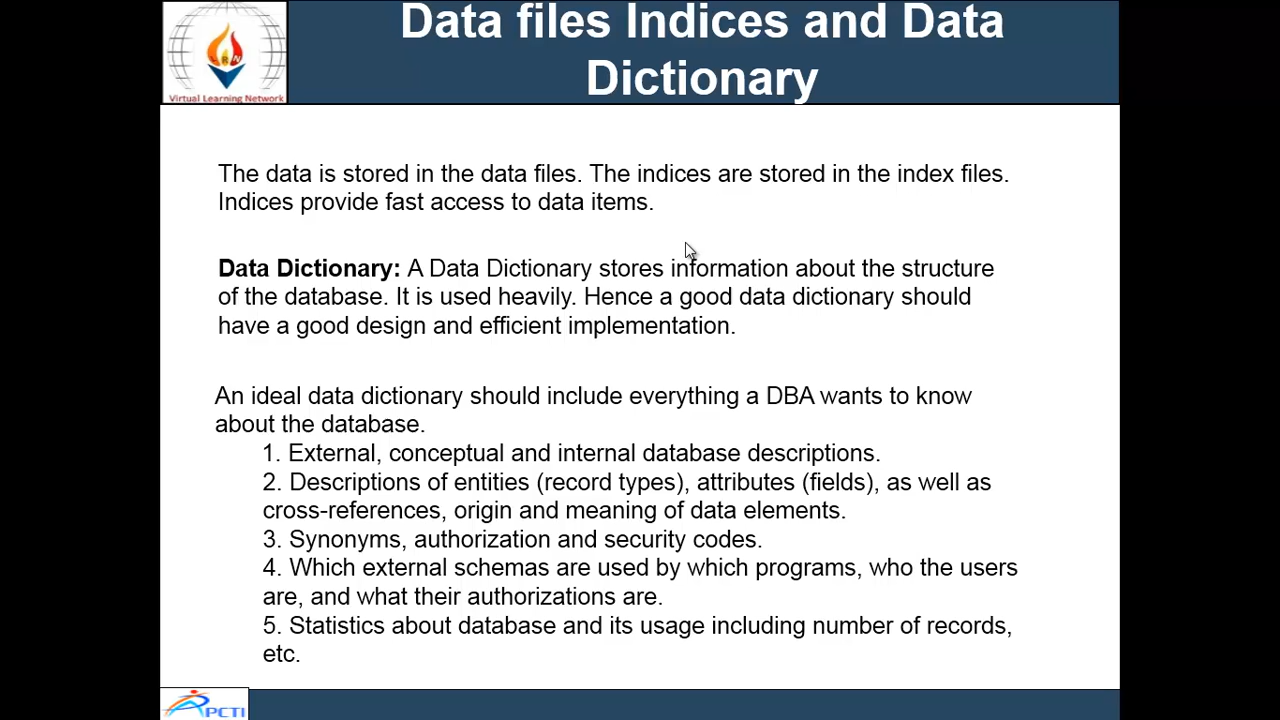 Data files Indices and Data
Dictionary
Virtual Learning Network
The data is stored in the data files. The indices are stored in the index files.
Indices provide fast access to data items.
Data Dictionary: A Data Dictionary stores information about the structure
of the database. It is used heavily. Hence a good data dictionary should
have a good design and efficient implementation.
An ideal data dictionary should include everything a DBA wants to know
about the database.
1. External, conceptual and internal database descriptions.
2. Descriptions of entities (record types), attributes (fields), as well as
cross-references, origin and meaning of data elements.
3. Synonyms, authorization and security codes.
4. Which external schemas are used by which programs, who the users
are, and what their authorizations are.
5. Statistics about database and its usage including number of records,
etc.
PCTI